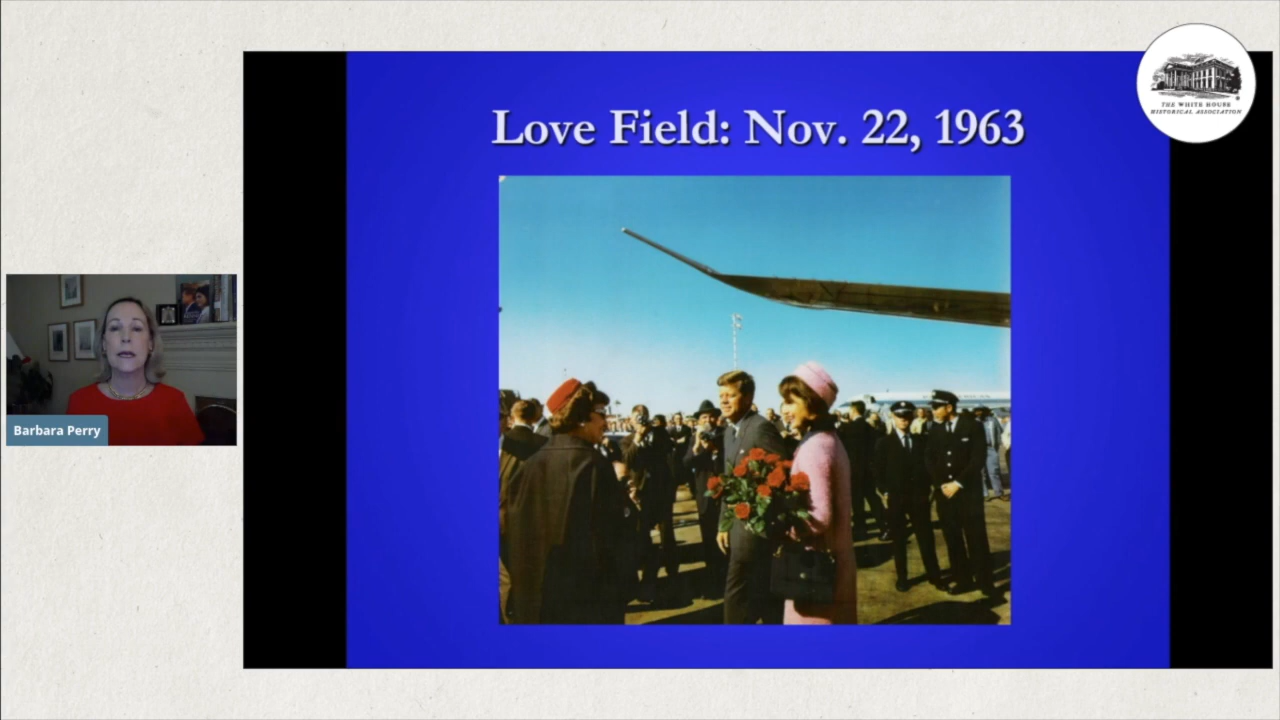 Love Field: Nov. 22, 1963
THE WHITE HOUSE
HISTORICAL ASSOCIATION
Barbara Perry